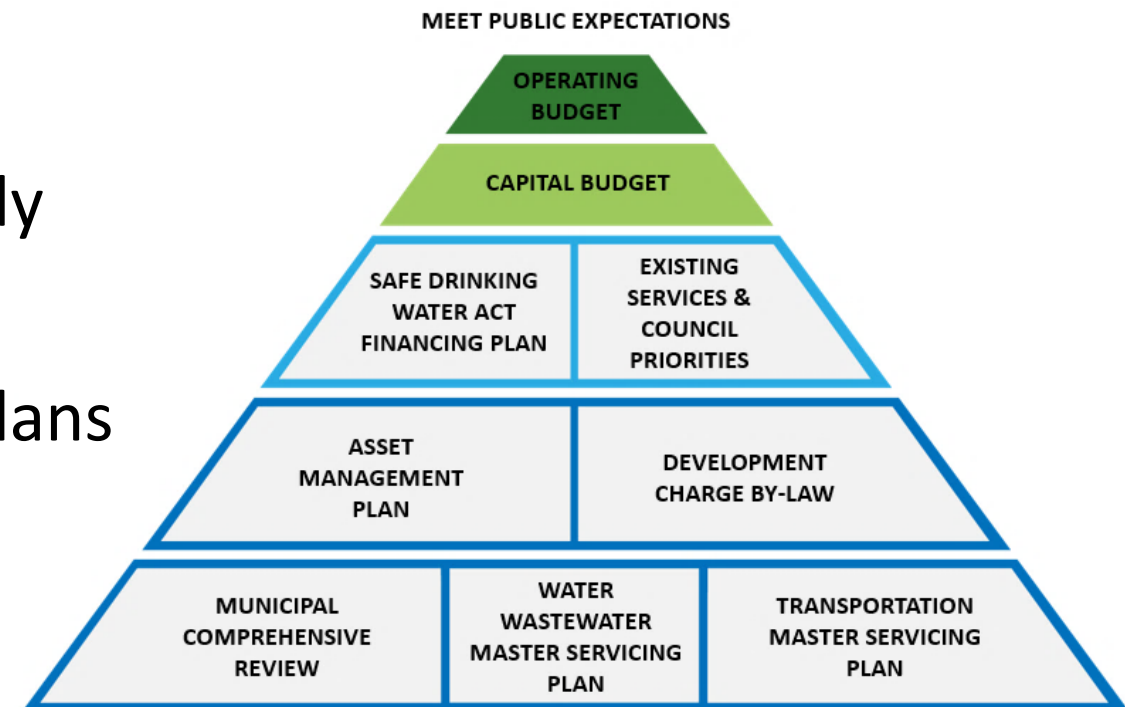 MEET PUBLIC EXPECTATIONS
OPERATING
BUDGET
CAPITAL BUDGET
SAFE DRINKING
WATER ACT
FINANCING PLAN
EXISTING
SERVICES &
COUNCIL
PRIORITIES
ASSET
MANAGEMENT
PLAN
DEVELOPMENT
CHARGE BY-LAW
MUNICIPAL
COMPREHENSIVE
REVIEW
WATER
WASTEWATER
MASTER SERVICING
PLAN
TRANSPORTATION
MASTER SERVICING
PLAN